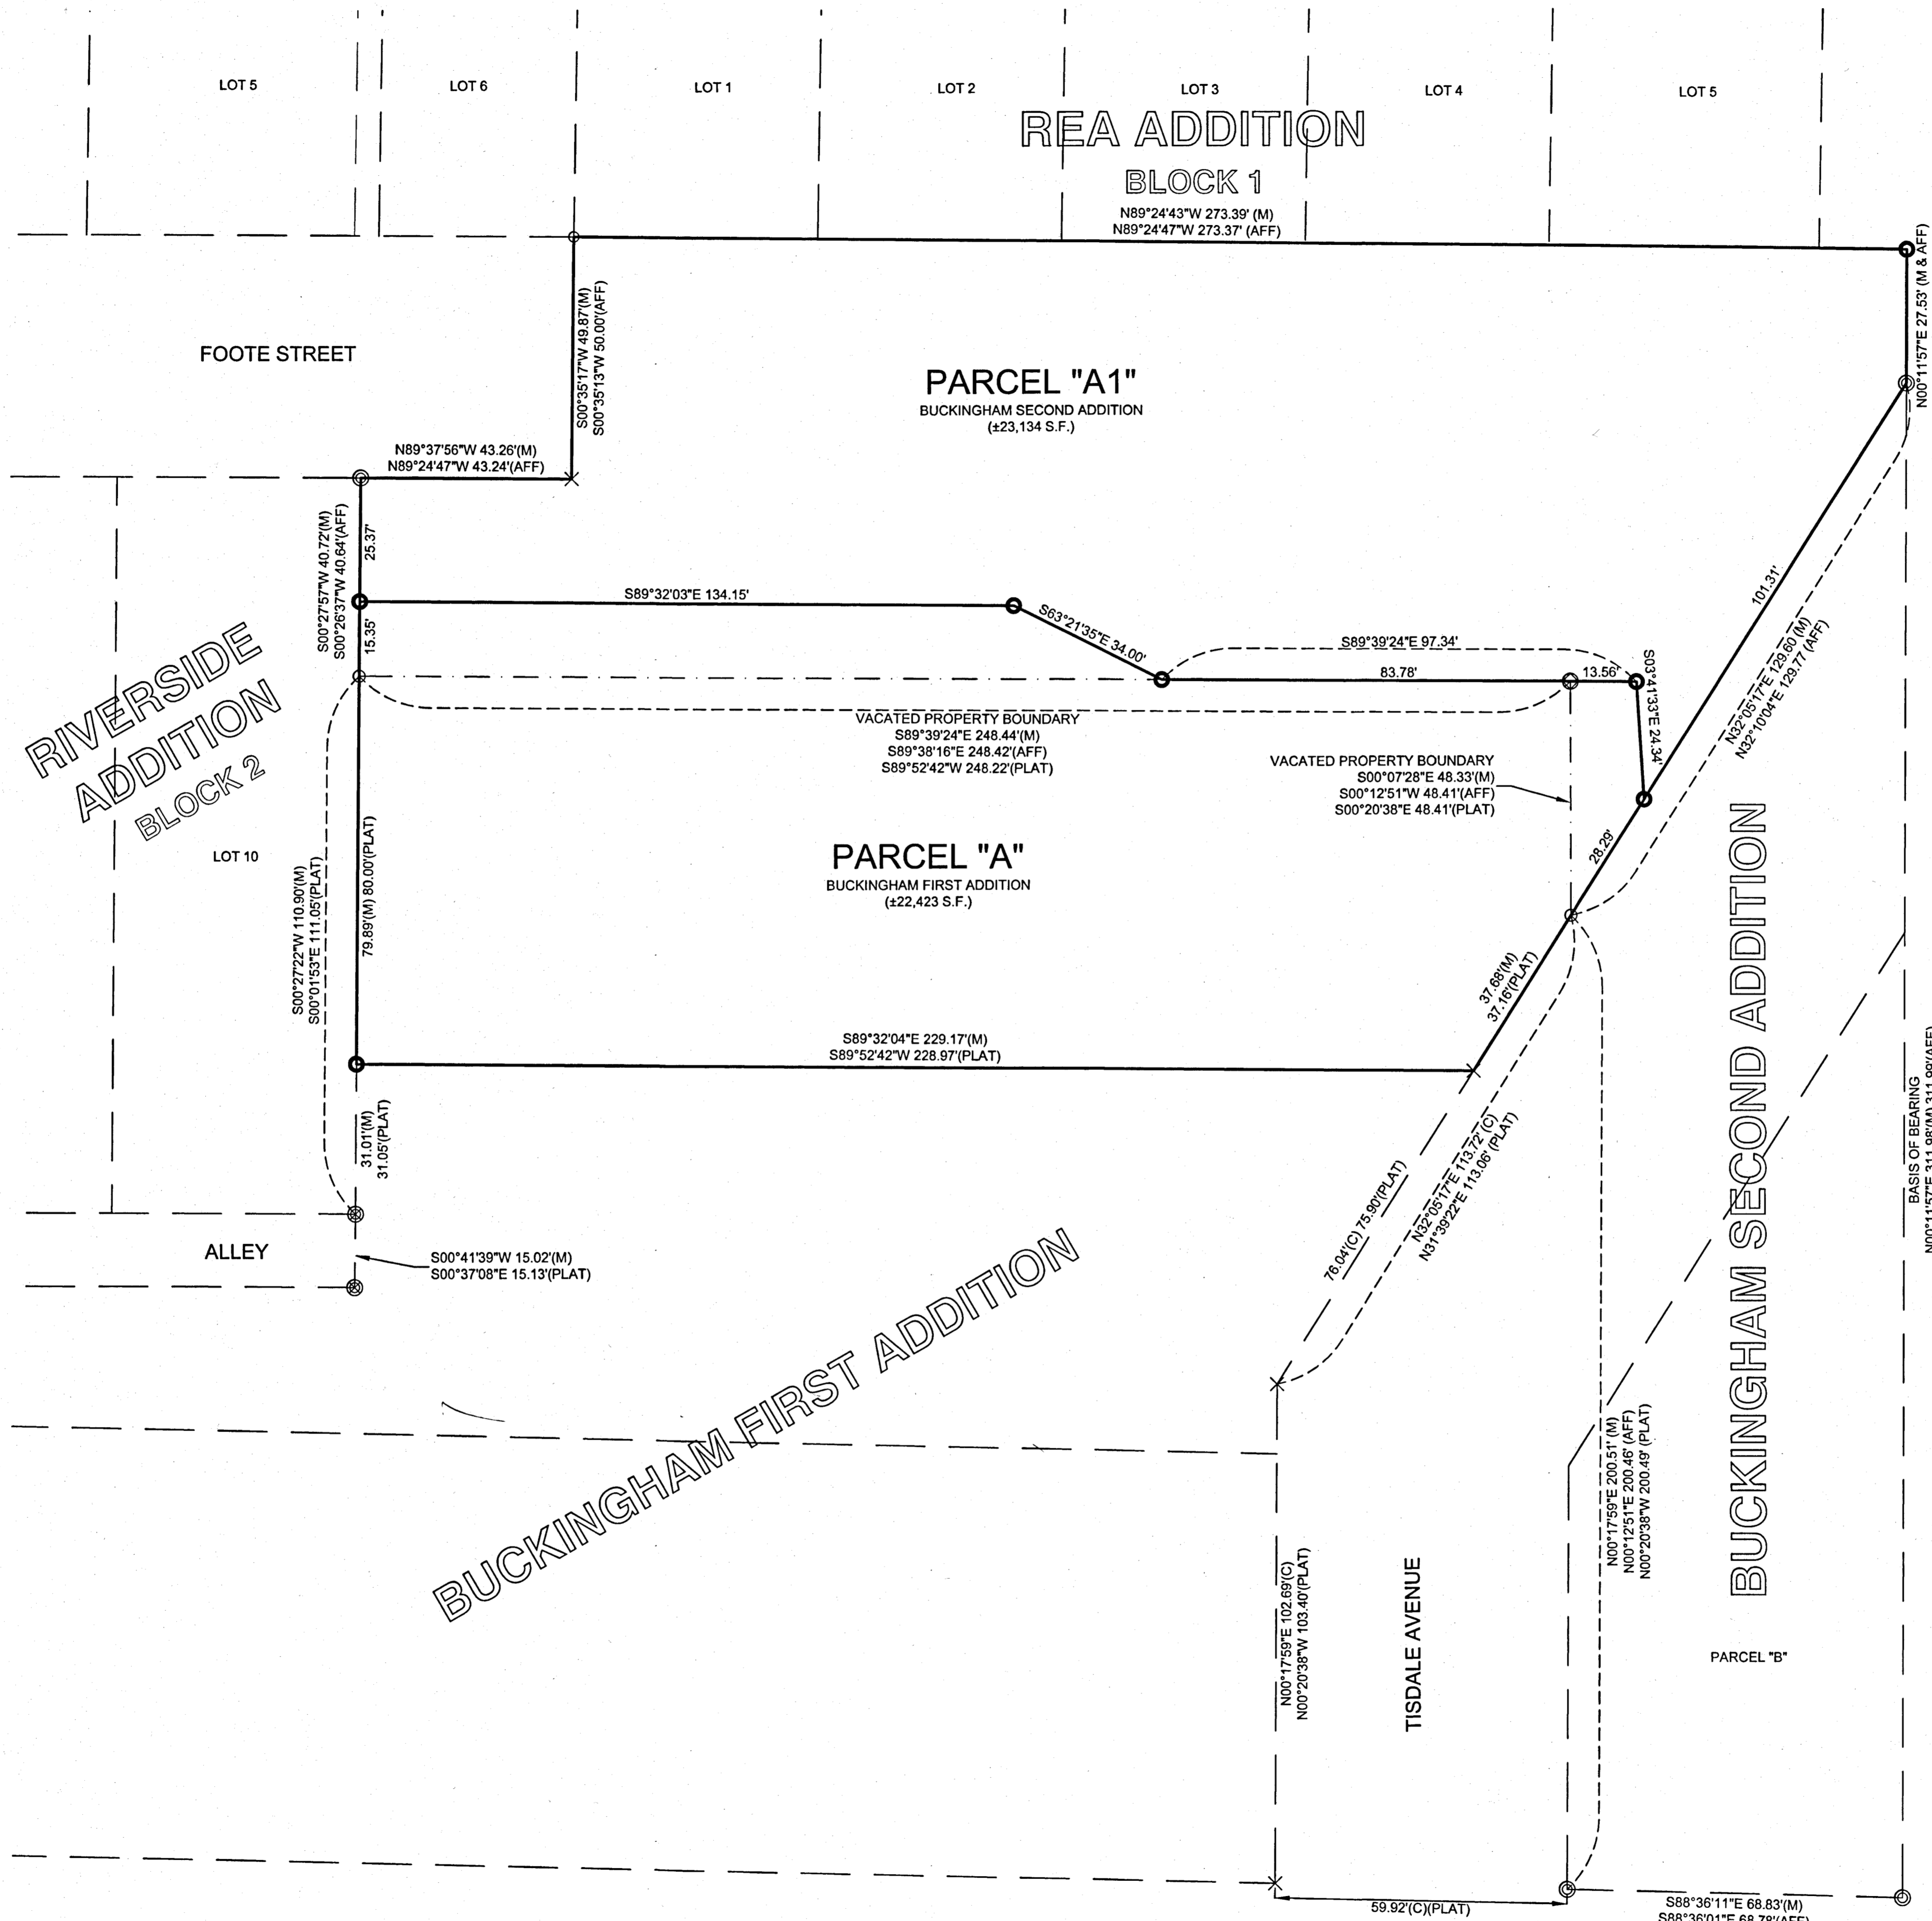 LOT 5
LOT 6
LOT 1
LOT 2
LOT 3
LOT 4
LOT 5
REA ADDITION
BLOCK 1
N89°24'43"W 273.39' (M)
N89°24'47"W 273.37' (AFF)
N00°11'57"E 27.53' (M & AFF)
FOOTE STREET
S00°35'17"W 49.87'(M)
S00°35'13"W 50.00'(AFF)
PARCEL "A1"
BUCKINGHAM SECOND ADDITION
(±23,134 S.F.)
N89°37'56"W 43.26'(M)
N89°24'47"W 43.24'(AFF)
S00°27'57"W 40.72'(M)
S00°26'37"W 40.64'(AFF)
25.37'
15.35'
S89°32'03"E 134.15'
S63°21'35"E 34.00'
S89°39'24"E 97.34'
83.78'
13.56'
S03°41'33"E 24.34'
101.31'
N32°05'17"E 129.60 (M)
N32°10'04"E 129.77 (AFF)
RIVERSIDE
ADDITION
BLOCK 2
LOT 10
VACATED PROPERTY BOUNDARY
S89°39'24"E 248.44'(M)
S89°38'16"E 248.42'(AFF)
S89°52'42"W 248.22'(PLAT)
VACATED PROPERTY BOUNDARY
S00°07'28"E 48.33'(M)
S00°12'51"W 48.41'(AFF)
S00°20'38"E 48.41'(PLAT)
28.29'
PARCEL "A"
BUCKINGHAM FIRST ADDITION
(±22,423 S.F.)
S00°27'22"W 110.90'(M)
S00°01'53"E 111.05'(PLAT)
79.89'(M) 80.00'(PLAT)
37.68'(M)
37.16'(PLAT)
S89°32'04"E 229.17'(M)
S89°52'42"W 228.97'(PLAT)
31.01'(M)
31.05'(PLAT)
76.04'(C) 75.90'(PLAT)
N32°05'17"E 113.72' (C)
N31°39'22"E 113.06' (PLAT)
BUCKINGHAM SECOND ADDITION
BASIS OF BEARING
N00°11'57"E 311.98'(M) 311.99'(AFF)
ALLEY
S00°41'39"W 15.02'(M)
S00°37'08"E 15.13'(PLAT)
BUCKINGHAM FIRST ADDITION
N00°17'59"E 200.51' (M)
N00°12'51"E 200.46' (AFF)
N00°20'38"W 200.49' (PLAT)
N00°17'59"E 102.69'(C)
N00°20'38"W 103.40'(PLAT)
TISDALE AVENUE
PARCEL "B"
59.92'(C)(PLAT)
S88°36'11"E 68.83'(M)
S88°36'01"E 68.78'(AFF)